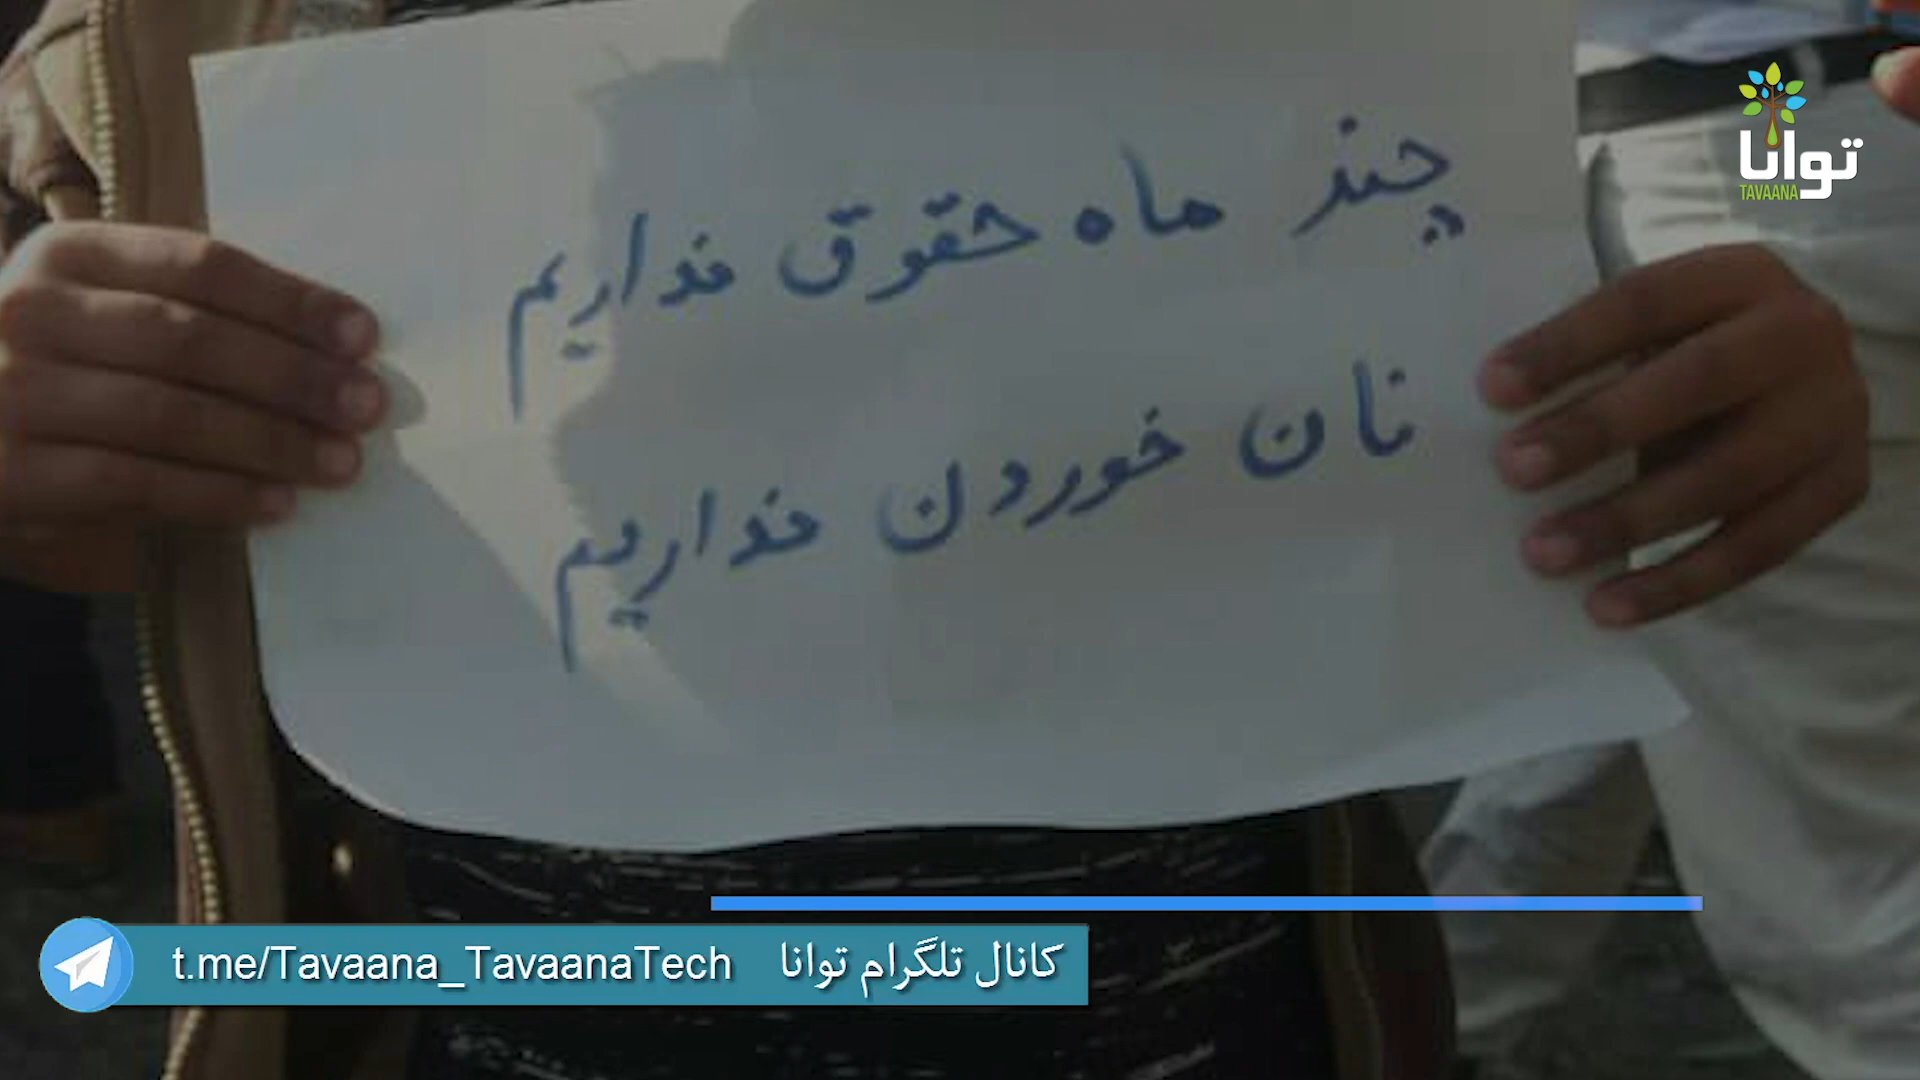 توانا
TAVAANA
چند ماه حقوق نداریم
نان خوردن نداریم
t.me/Tavaana_TavaanaTech کانال تلگرام توانا